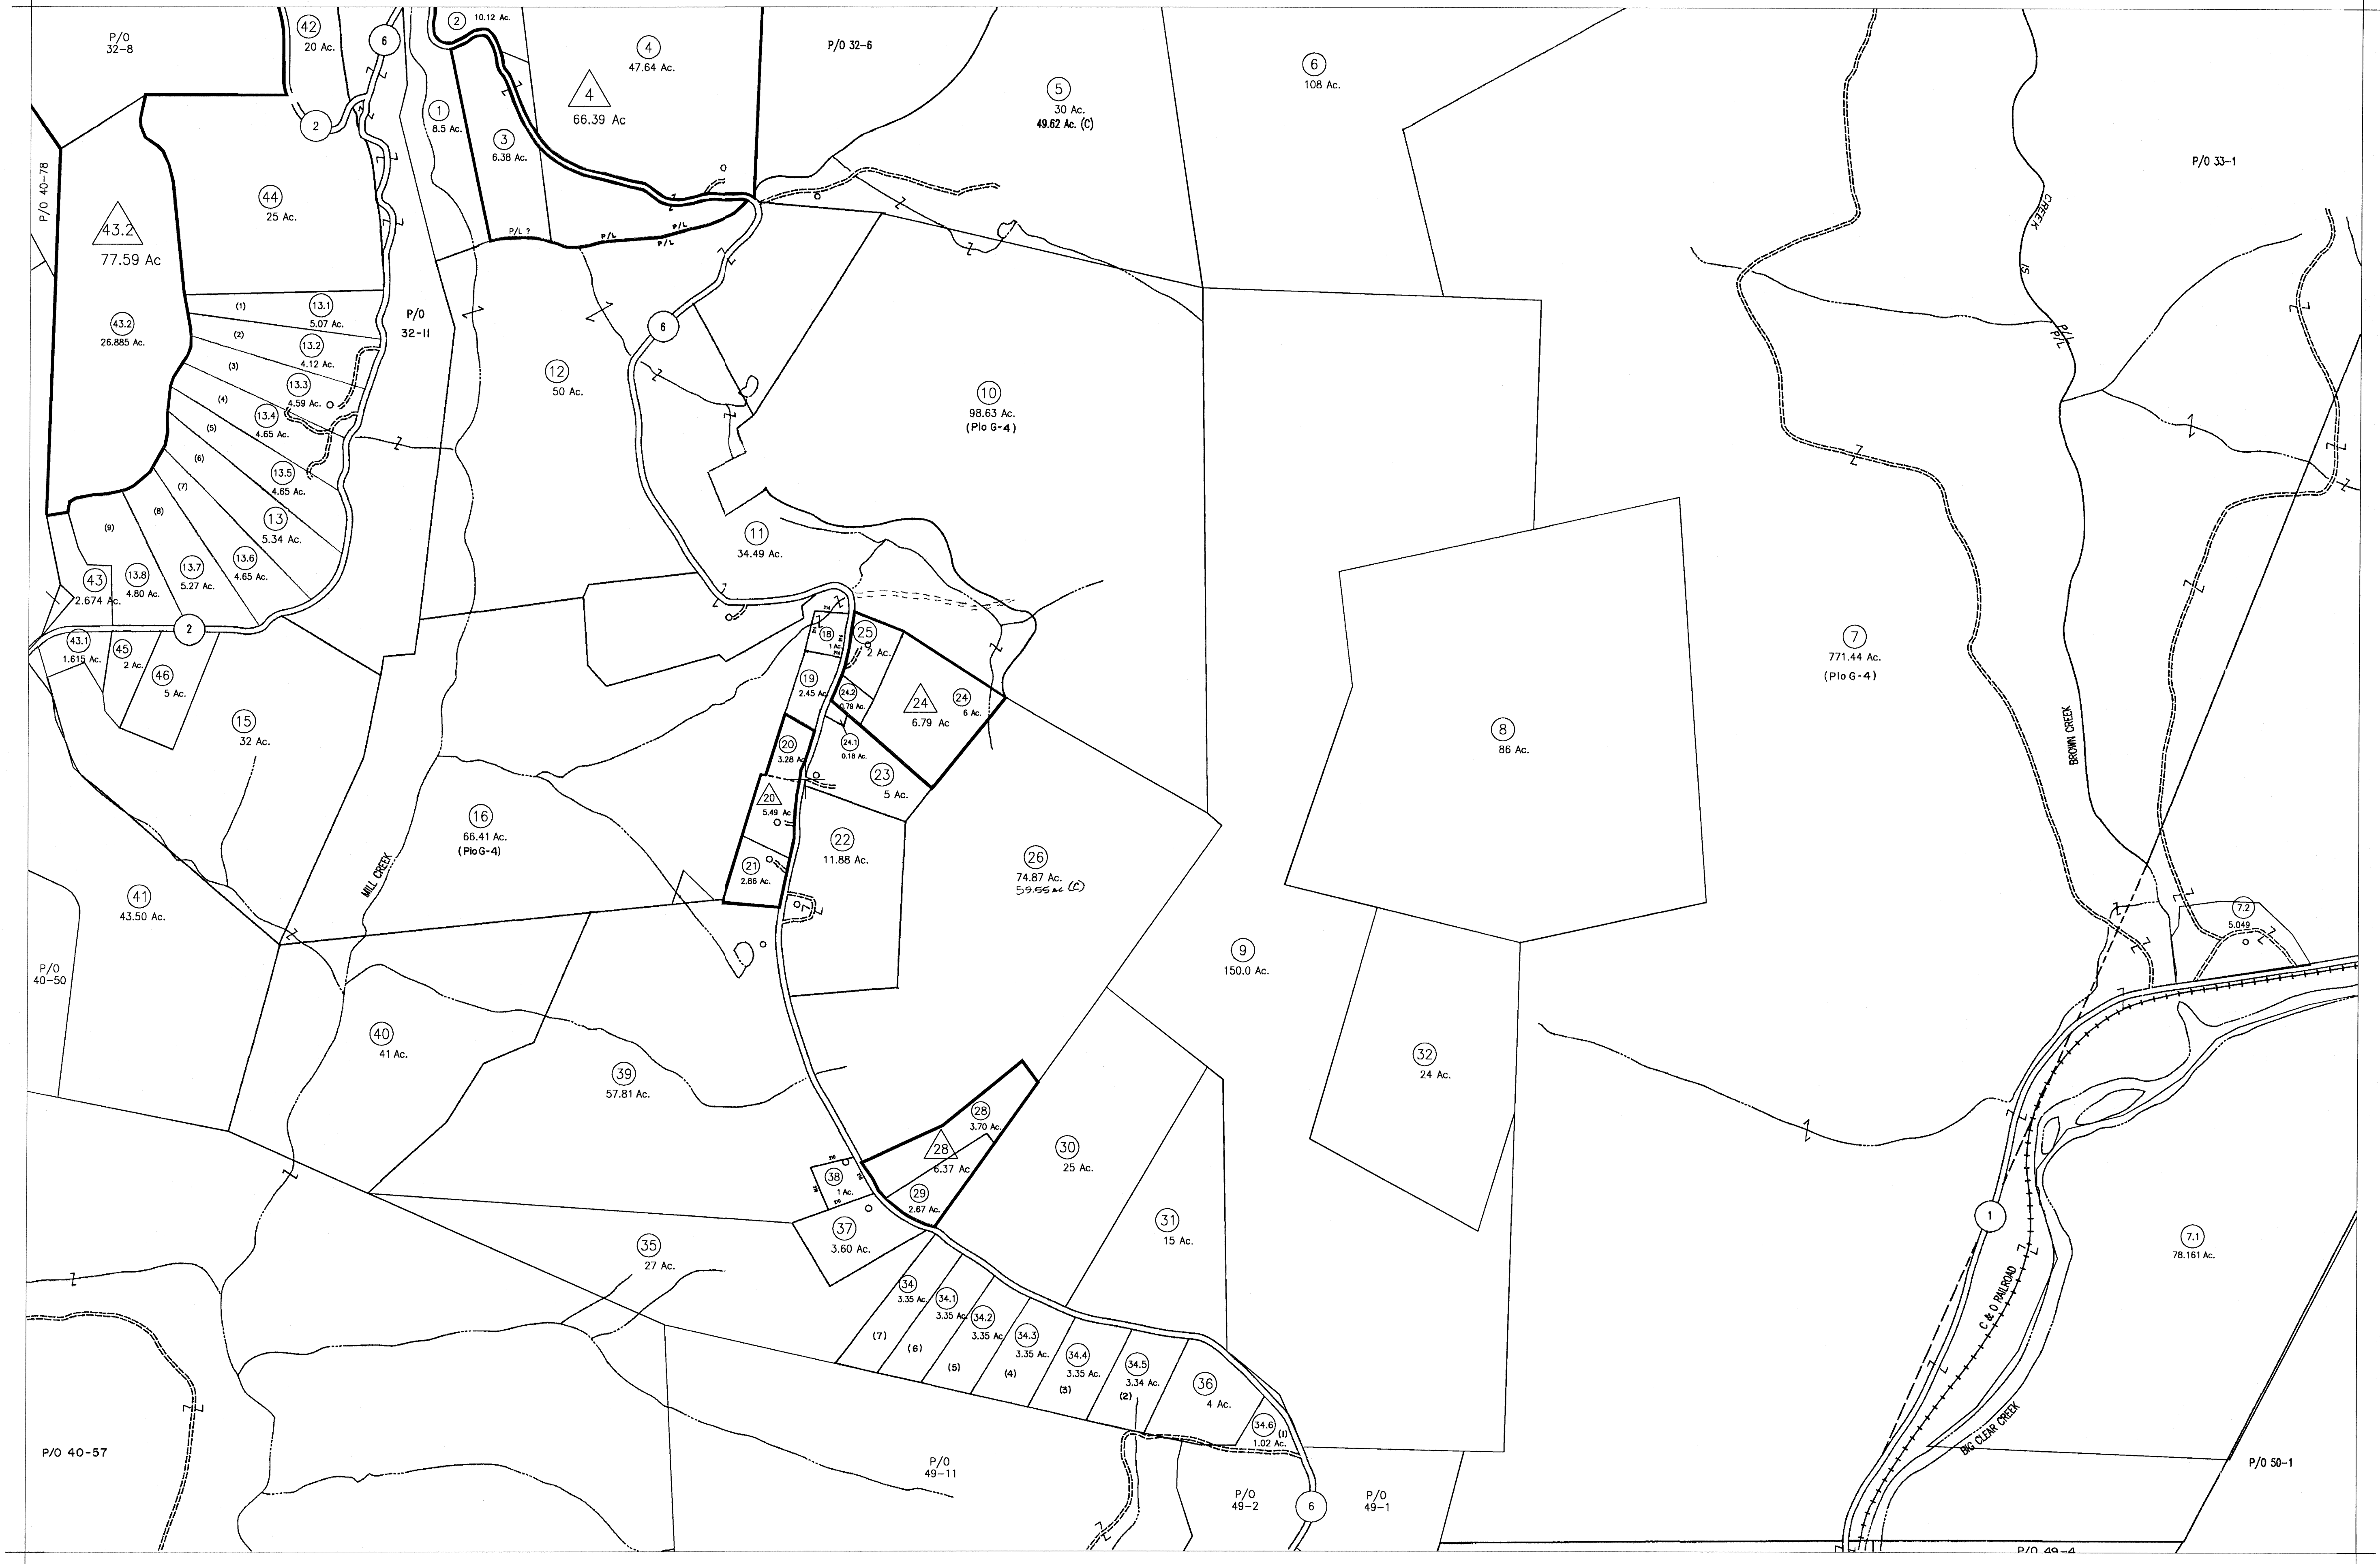 P/O
32-8
42
20 Ac.
6
2
10.12 Ac.
4
47.64 Ac.
P/O 32-6
6
108 Ac.
5
30 Ac.
49.62 Ac. (C)
4
66.39 Ac
1
8.5 Ac.
3
6.38 Ac.
2
P/O 33-1
P/O 40-78
44
25 Ac.
43.2
77.59 Ac
P/L ?
P/L
P/L
P/L
CREEK
IS
P/L
43.2
26.885 Ac.
(1)
13.1
5.07 Ac.
P/O
32-11
6
(2)
13.2
4.12 Ac.
(3)
13.3
4.59 Ac.
(4)
13.4
4.65 Ac.
(5)
12
50 Ac.
10
98.63 Ac.
(Plo G-4)
(6)
13.5
4.65 Ac.
(7)
(8)
13
5.34 Ac.
(9)
11
34.49 Ac.
13.6
4.65 Ac.
13.7
5.27 Ac.
13.8
4.80 Ac.
43
2.674 Ac.
2
43.1
1.615 Ac.
45
2 Ac.
46
5 Ac.
18
1 Ac.
25
2 Ac.
7
771.44 Ac.
(Plo G-4)
19
2.45 Ac.
24.2
0.79 Ac.
24
6.79 Ac
24
6 Ac.
15
32 Ac.
8
86 Ac.
BROWN CREEK
20
3.28 Ac
24.1
0.18 Ac.
23
5 Ac.
20
5.49 Ac
16
66.41 Ac.
(Plo G-4)
22
11.88 Ac.
MILL CREEK
21
2.86 Ac.
26
74.87 Ac.
59.55 Ac (C)
41
43.50 Ac.
7.2
5.049
9
150.0 Ac.
P/O
40-50
40
41 Ac.
39
57.81 Ac.
32
24 Ac.
28
3.70 Ac.
28
6.37 Ac
30
25 Ac.
38
1 Ac.
29
2.67 Ac.
37
3.60 Ac.
31
15 Ac.
1
7.1
78.161 Ac.
35
27 Ac.
C & O RAILROAD
34
3.35 Ac.
34.1
3.35 Ac.
34.2
3.35 Ac
34.3
3.35 Ac.
34.4
3.35 Ac.
34.5
3.34 Ac.
(7)
(6)
(5)
(4)
(3)
(2)
36
4 Ac.
34.6
(1)
1.02 Ac.
BIG CLEAR CREEK
P/O 40-57
P/O
49-11
P/O
49-2
6
P/O
49-1
P/O 50-1
P/O 49-4